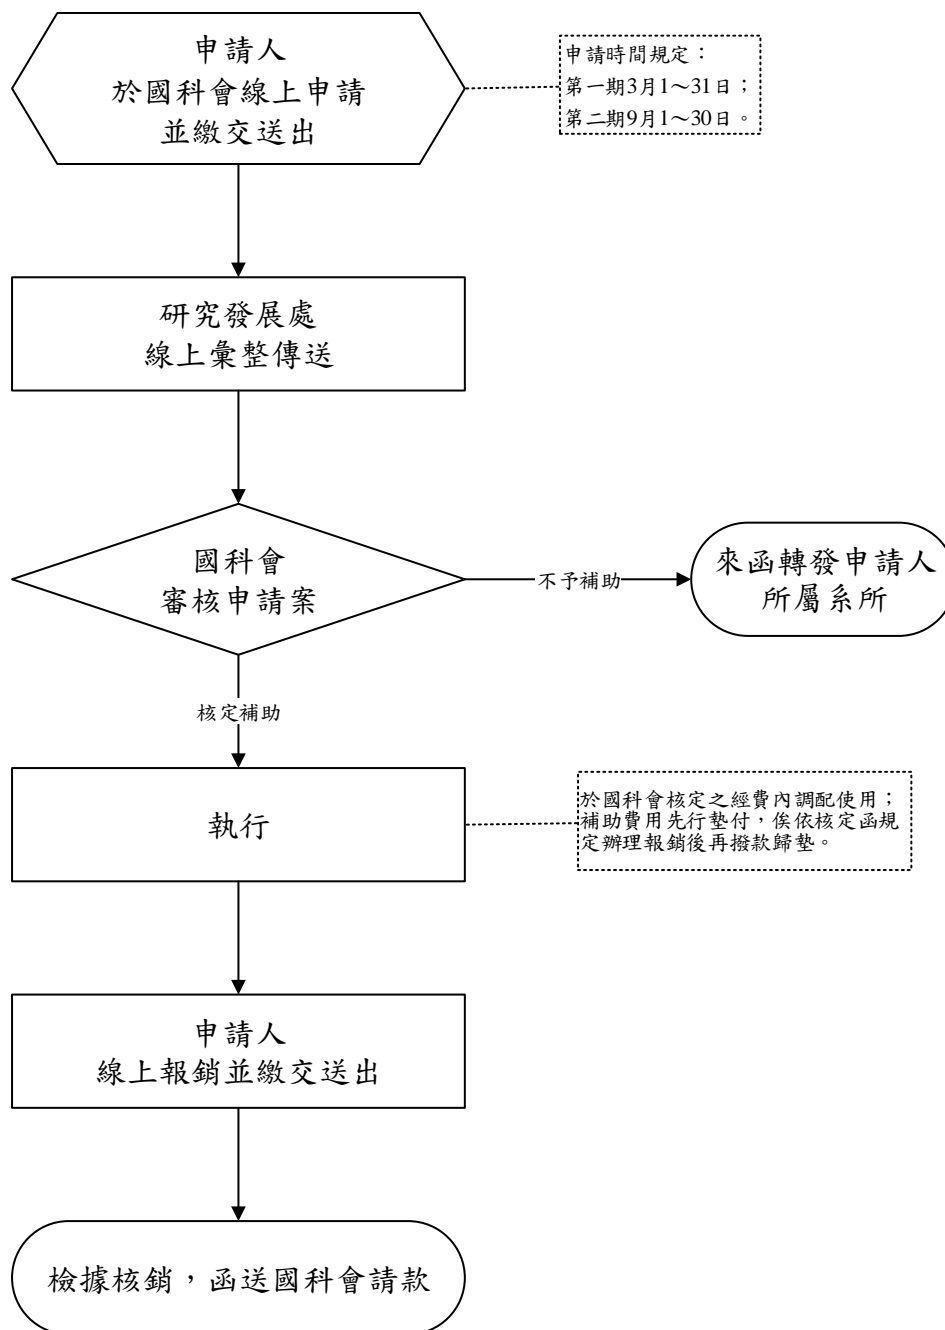 申請人
於國科會線上申請
並繳交送出
申請時間規定：
第一期3月1～31日；
第二期9月1～30日。
研究發展處
線上彙整傳送
國科會
審核申請案
不予補助
來函轉發申請人
所屬系所
核定補助
執行
於國科會核定之經費內調配使用；
補助費用先行墊付，俟依核定函規
定辦理報銷後再撥款歸墊。
申請人
線上報銷並繳交送出
檢據核銷，函送國科會請款